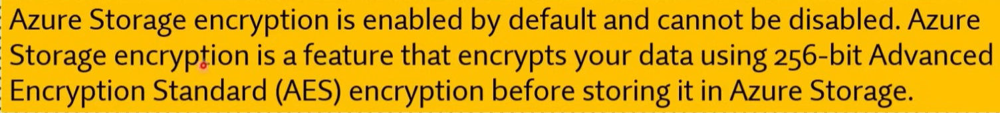 Azure Storage encryption is enabled by default and cannot be disabled. Azure
Storage encryption is a feature that encrypts your data using 256-bit Advanced
Encryption Standard (AES) encryption before storing it in Azure Storage.